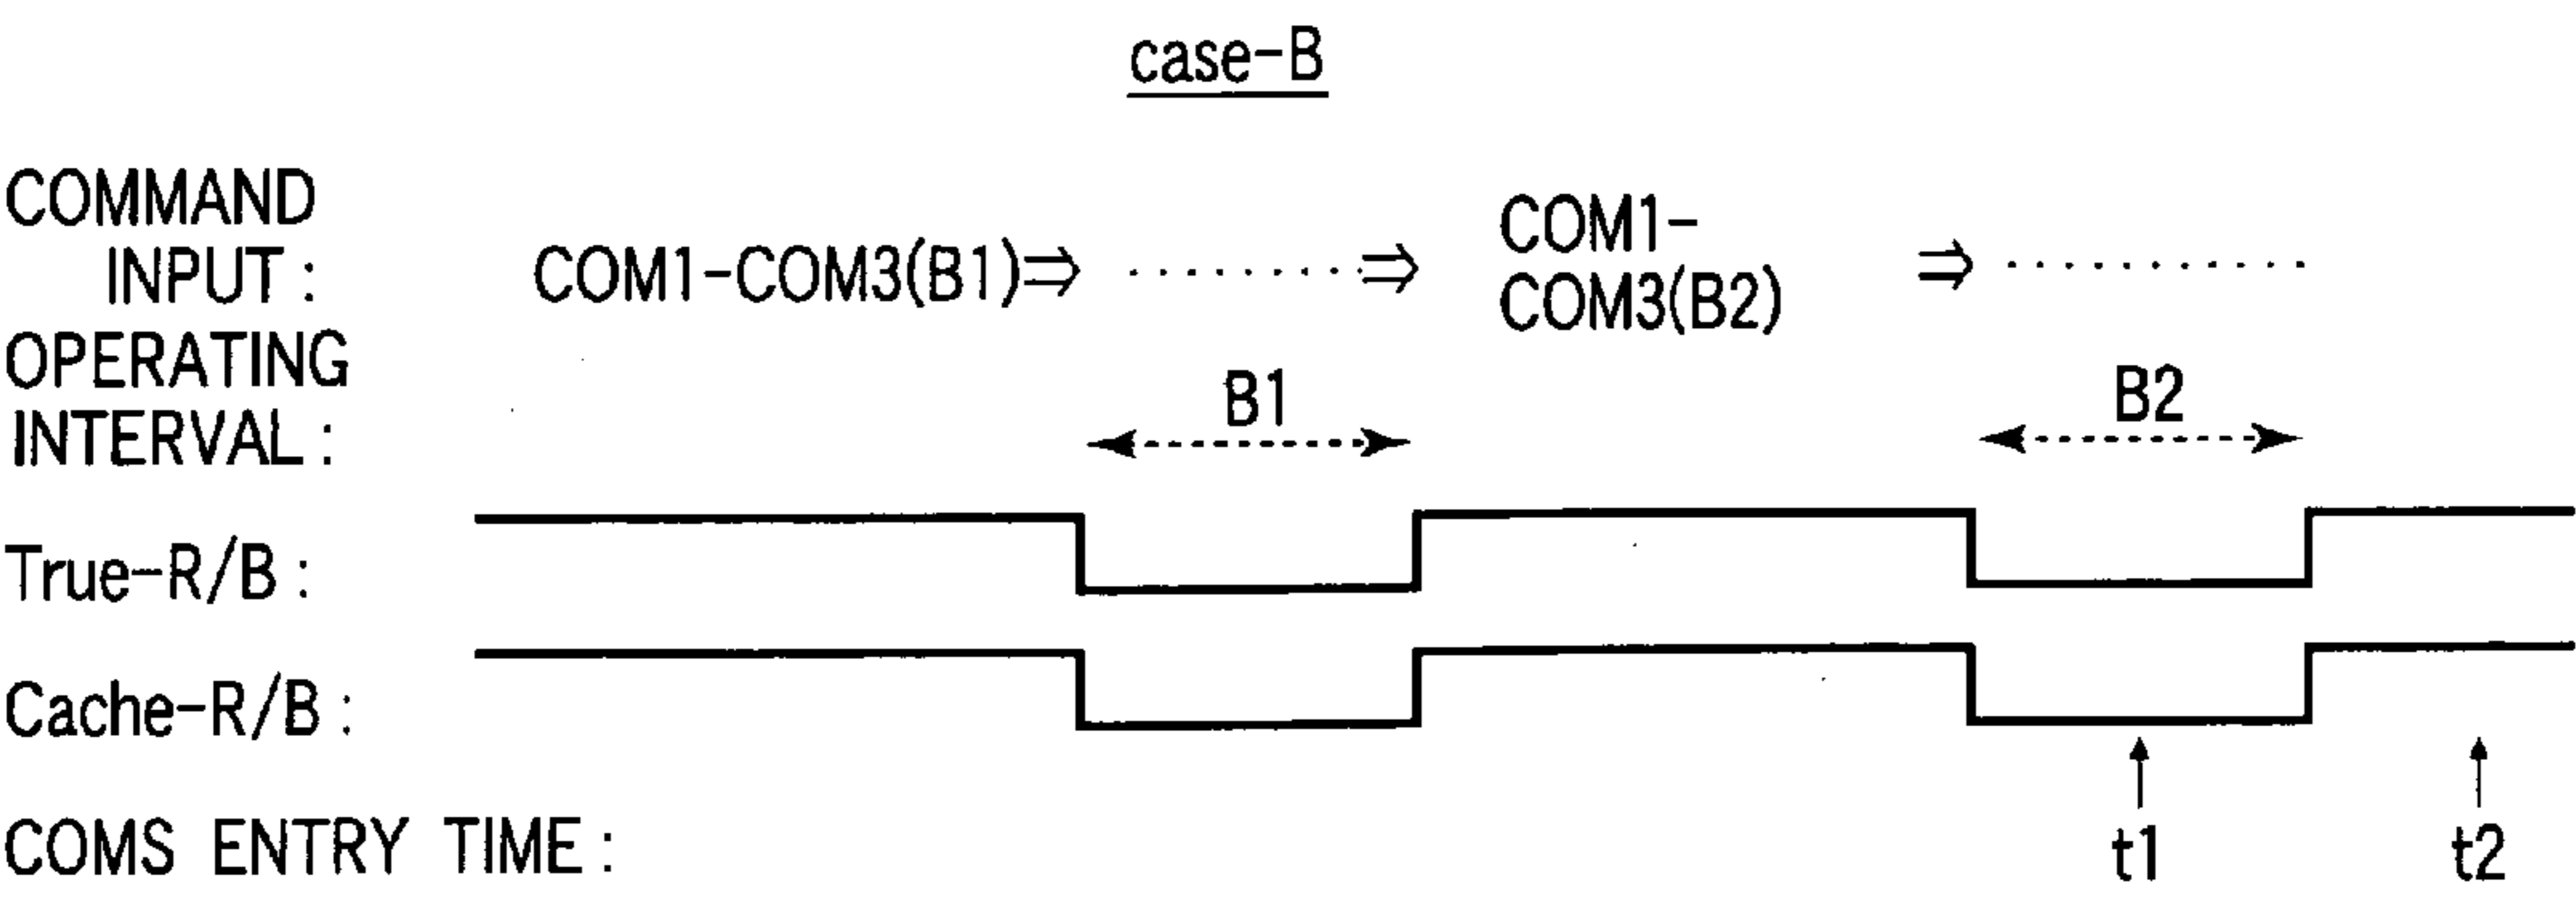 case-B
COMMAND
INPUT :
COM1-COM3(B1)⇒ ..........⇒
COM1-
COM3(B2)
⇒ ...........
OPERATING
INTERVAL :
B1
B2
True-R/B :
Cache-R/B :
COMS ENTRY TIME :
t1
t2